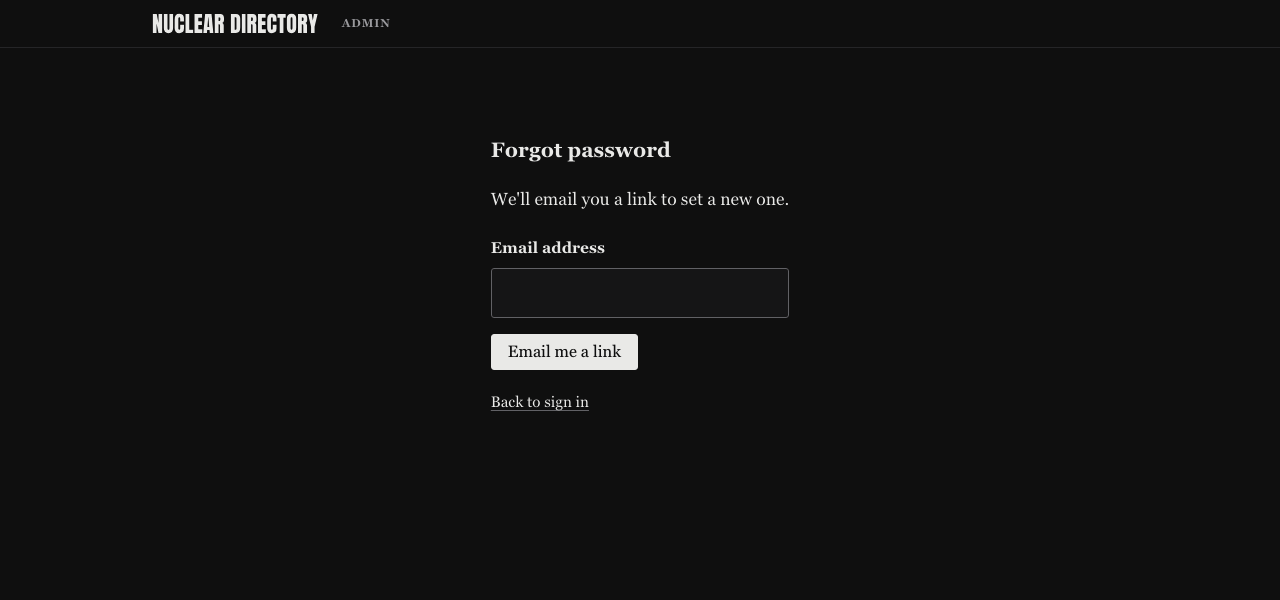 NUCLEAR DIRECTORY
ADMIN
Forgot password
We'll email you a link to set a new one.
Email address
Email me a link
Back to sign in